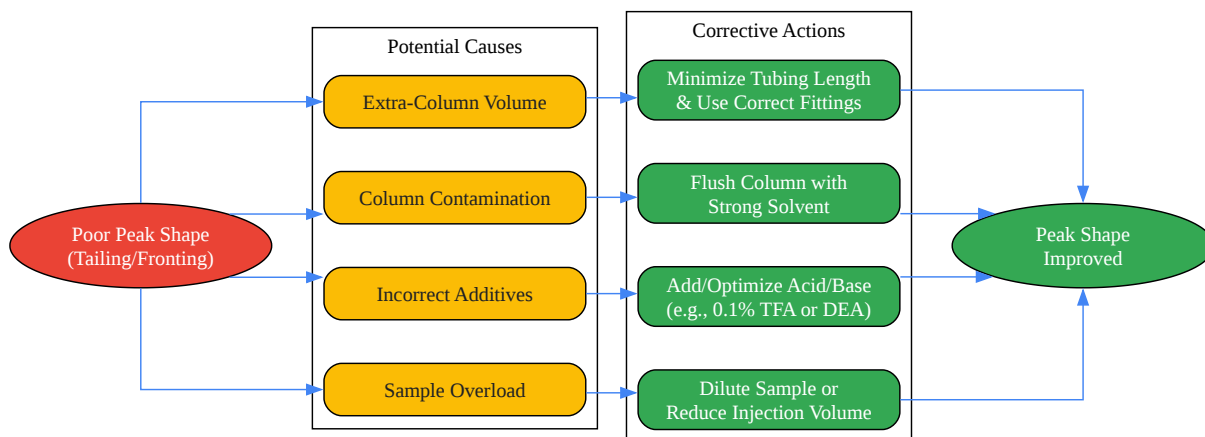 Potential Causes
Corrective Actions
Poor Peak Shape
(Tailing/Fronting)
Extra-Column Volume
Column Contamination
Incorrect Additives
Sample Overload
Minimize Tubing Length
& Use Correct Fittings
Flush Column with
Strong Solvent
Add/Optimize Acid/Base
(e.g., 0.1% TFA or DEA)
Dilute Sample or
Reduce Injection Volume
Peak Shape
Improved